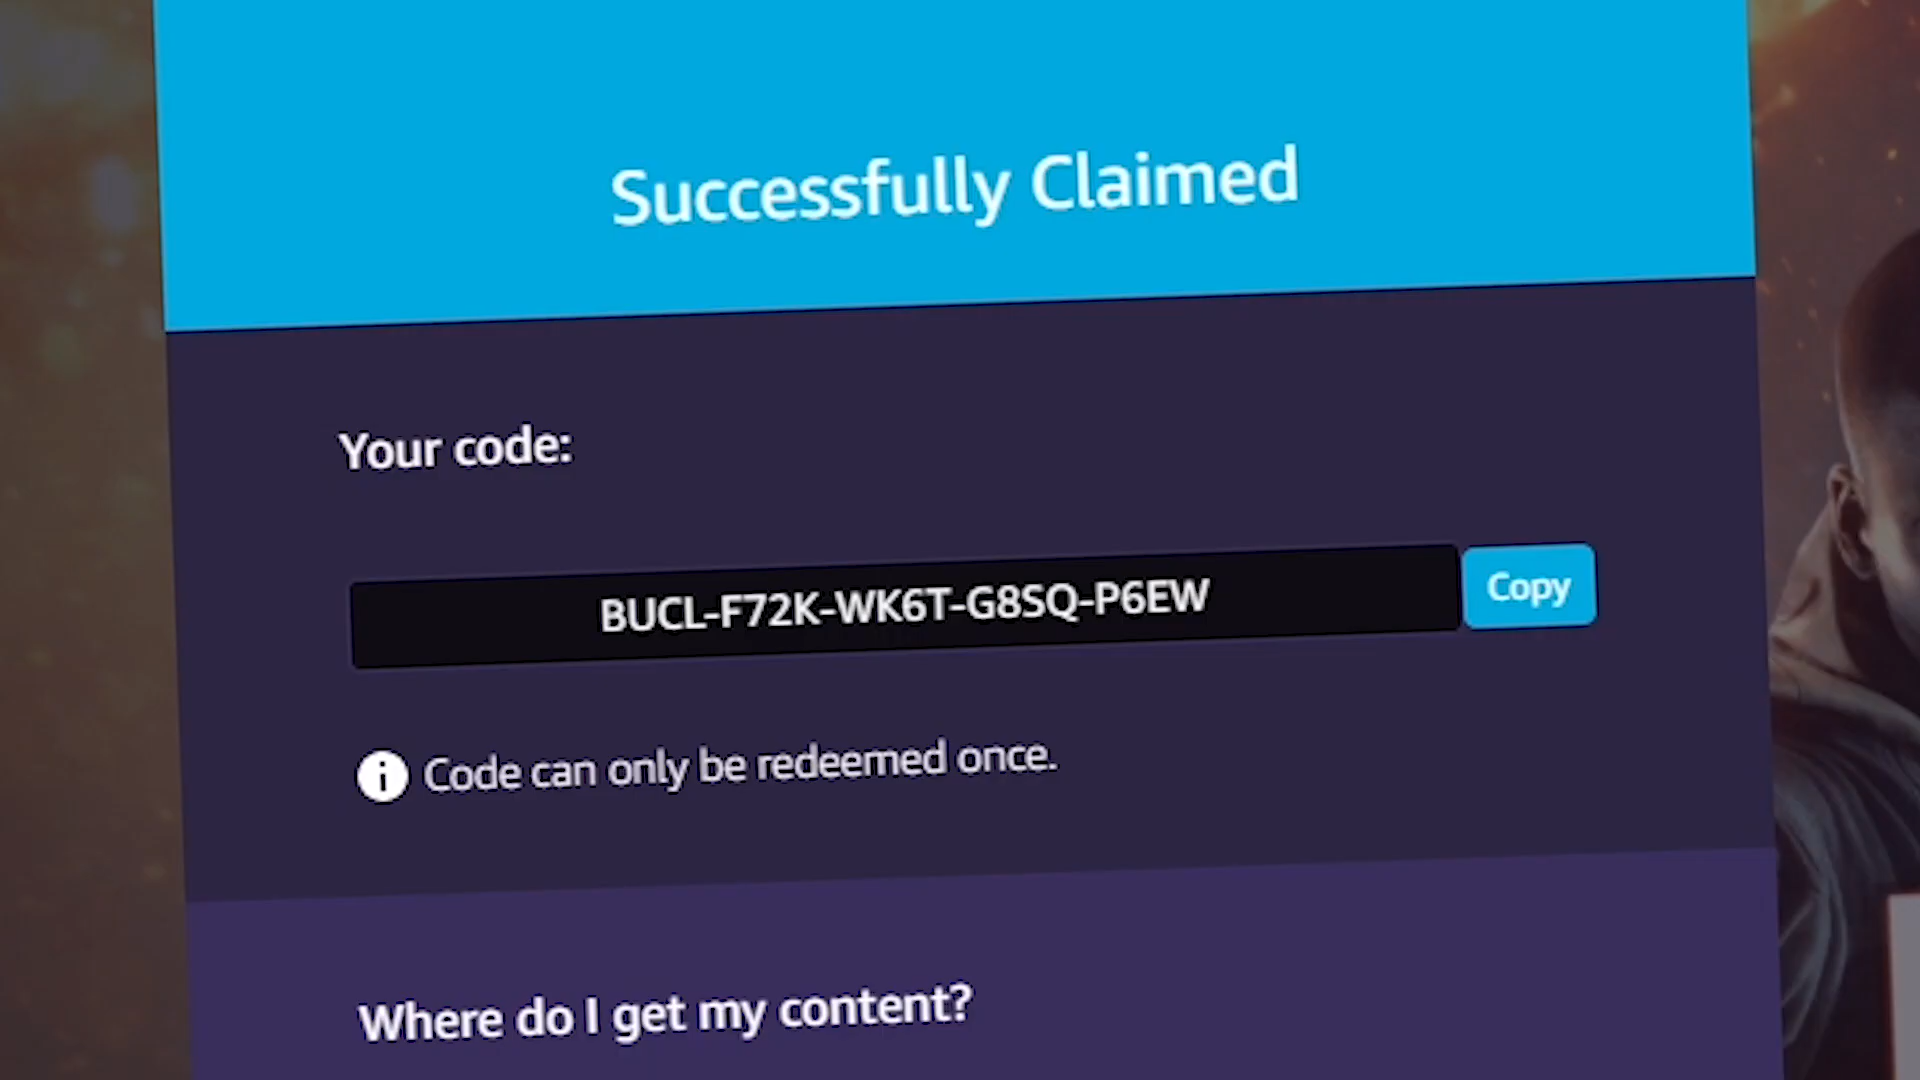 Successfully Claimed
Your code:
BUCL-F72K-WK6T-G8SQ-P6EW
Copy
i Code can only be redeemed once.
Where do I get my content?